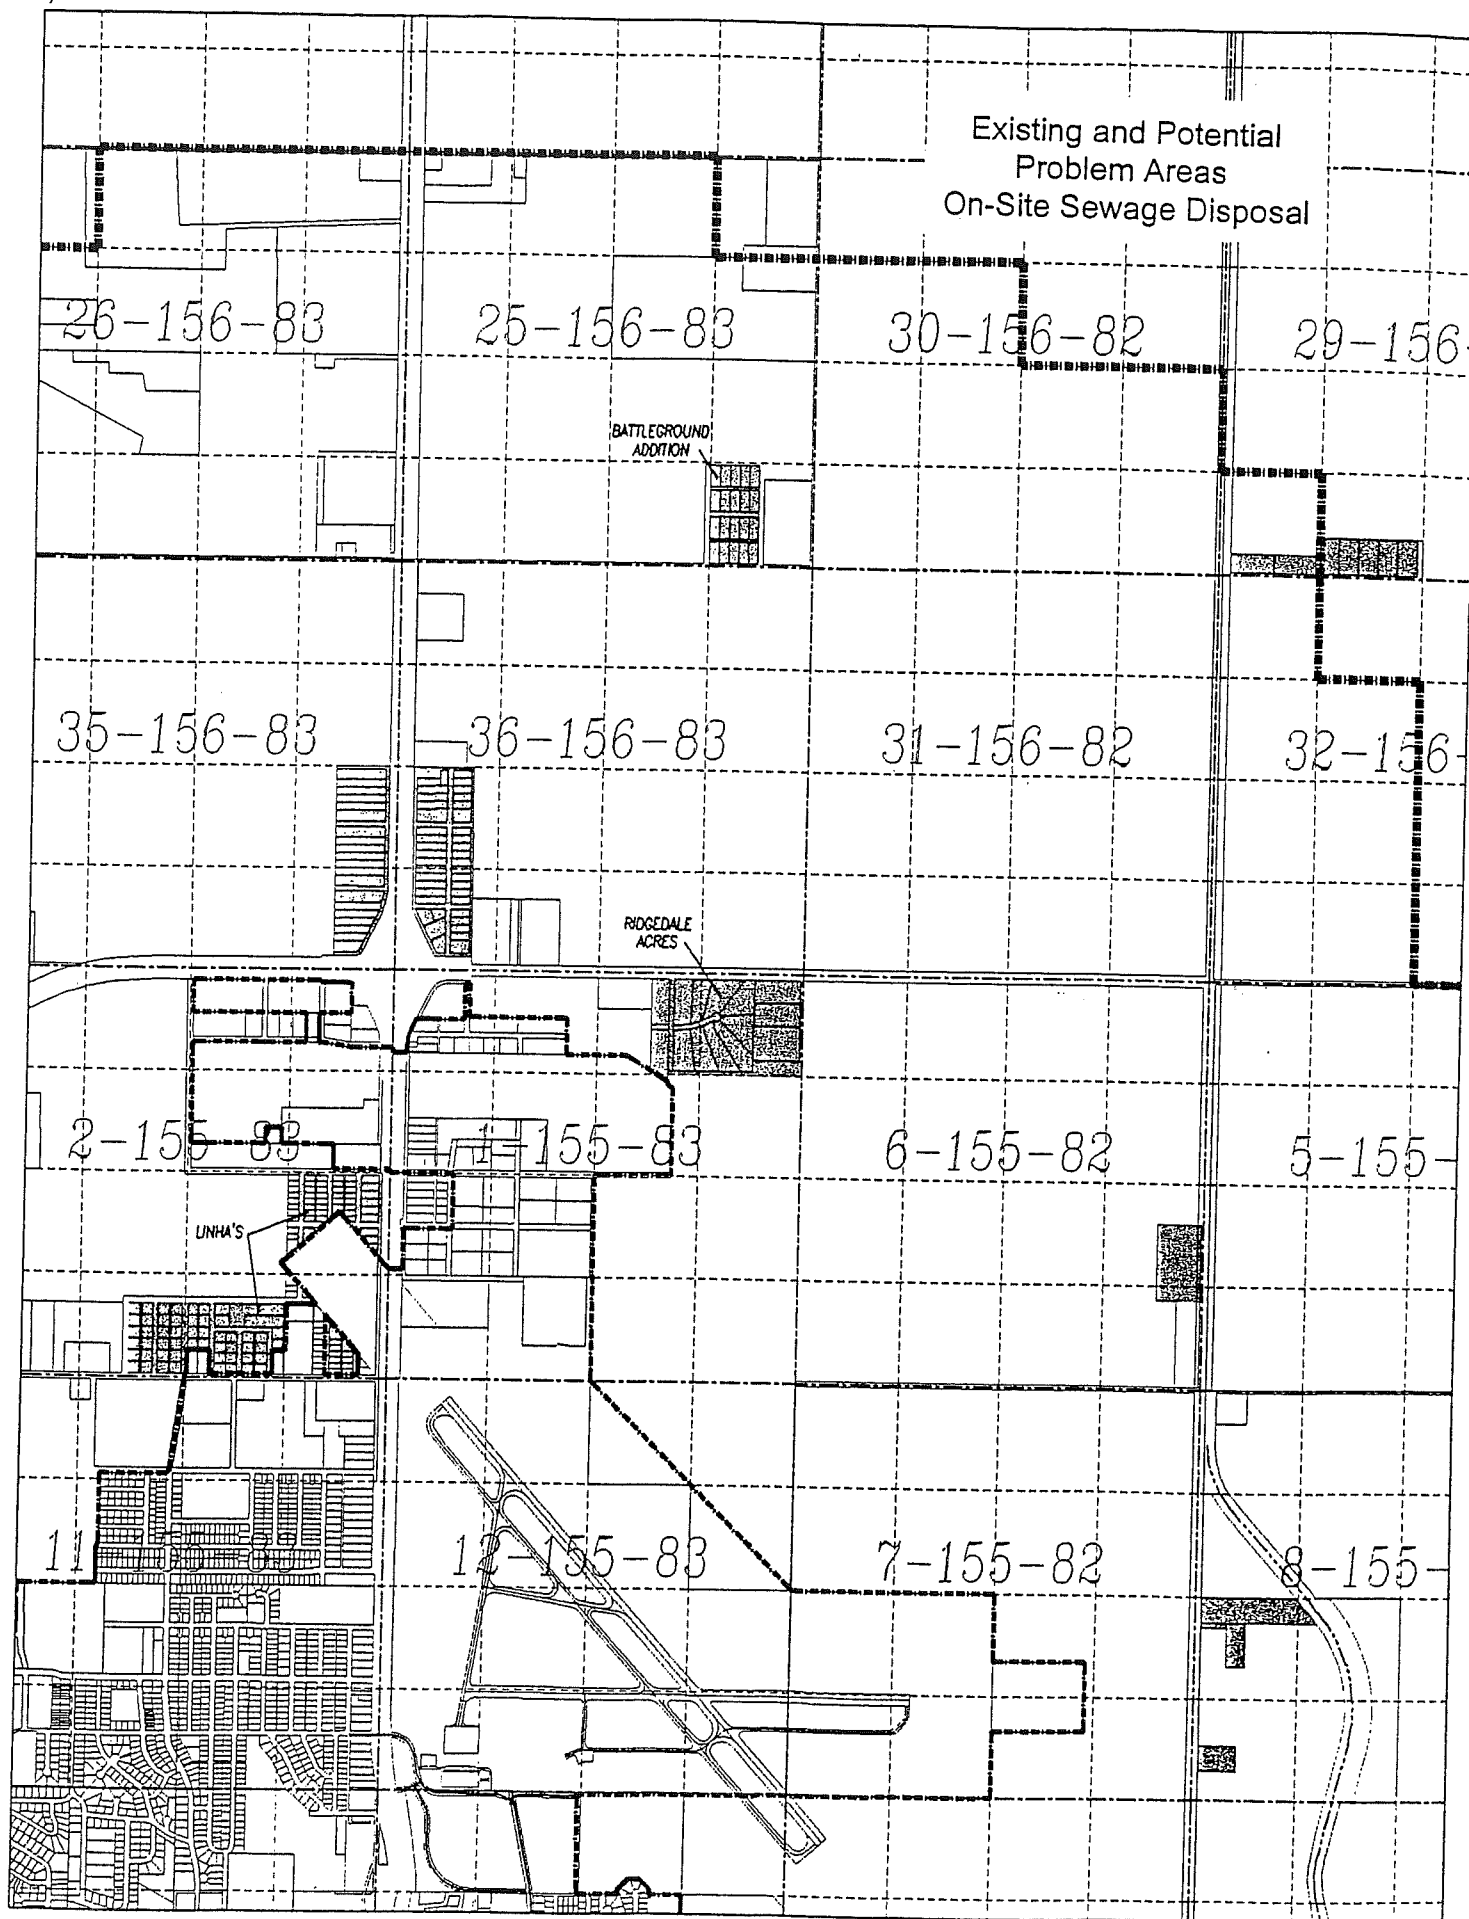 Existing and Potential
Problem Areas
On-Site Sewage Disposal
26-156-83
25-156-83
30-156-82
29-156-
BATTLEGROUND
ADDITION
35-156-83
36-156-83
31-156-82
32-156-
RIDGEDALE
ACRES
2-155-83
1-155-83
6-155-82
5-155-
LINHA'S
11
12-155-83
7-155-82
8-155-